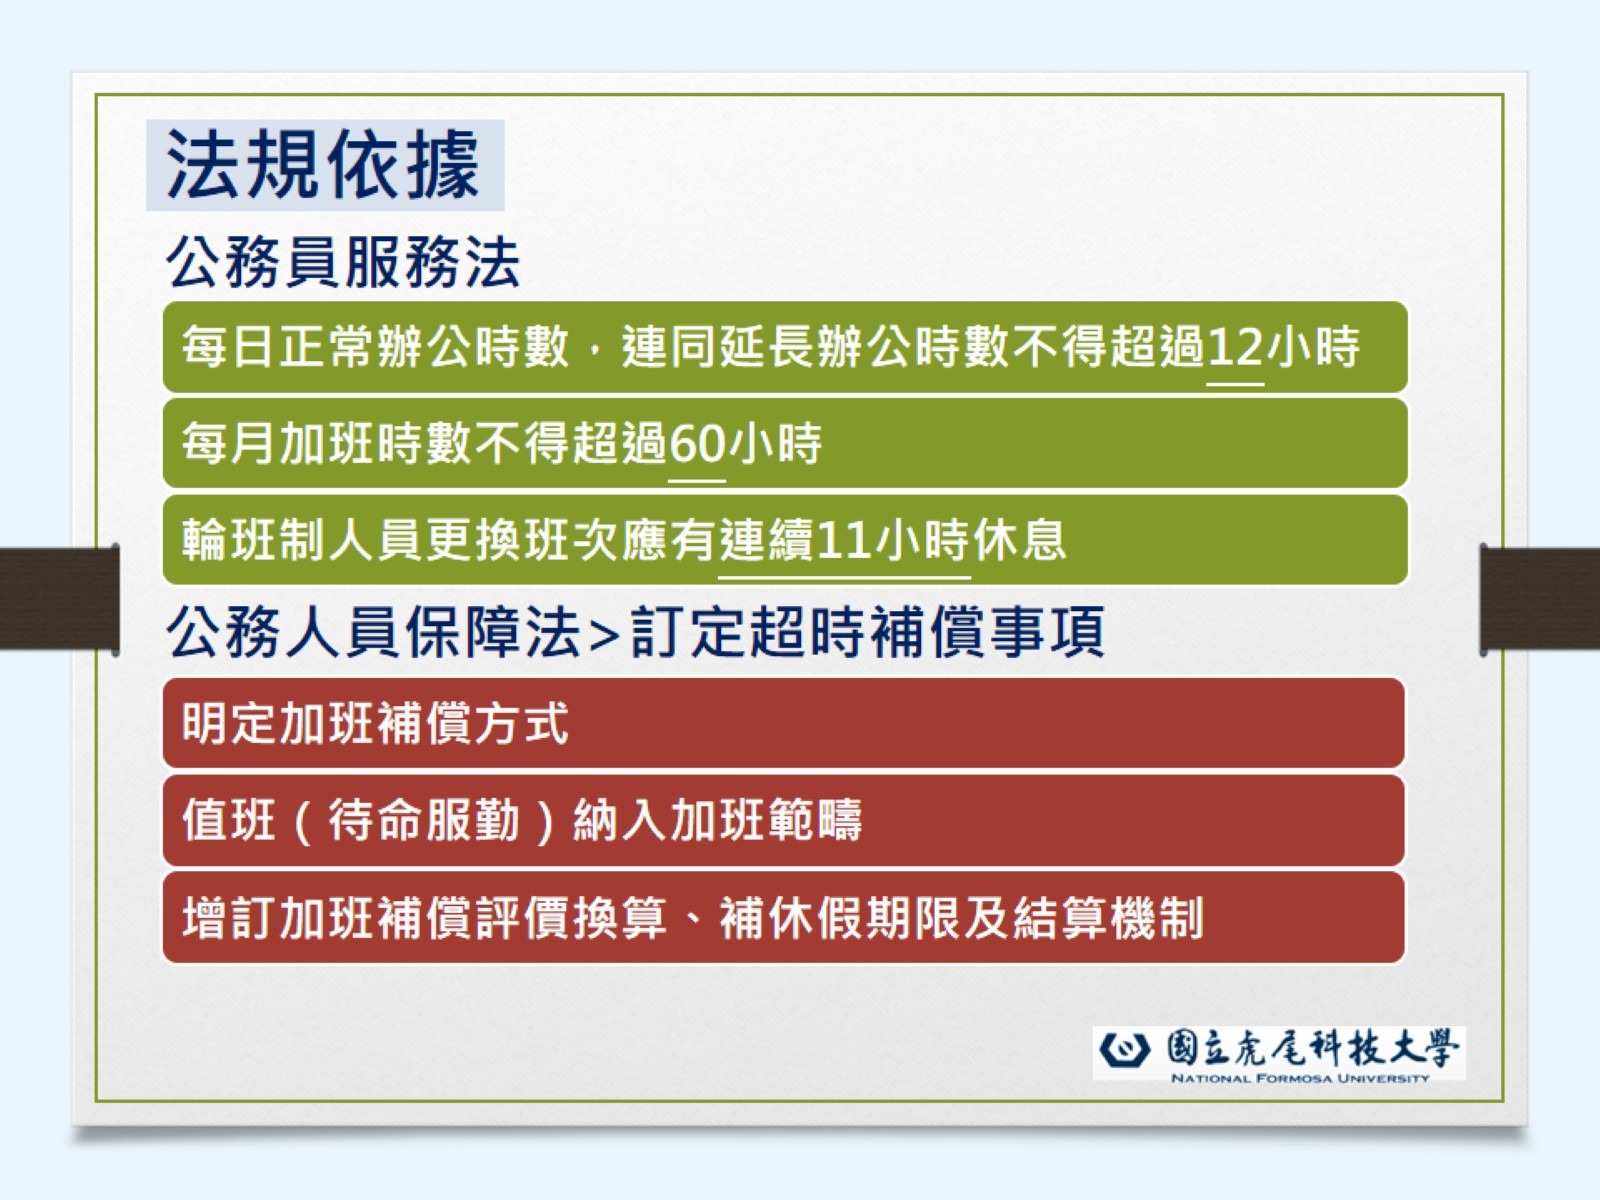 法規依據
公務員服務法
每日正常辦公時數，連同延長辦公時數不得超過12小時
每月加班時數不得超過60小時
輪班制人員更換班次應有連續11小時休息
公務人員保障法>訂定超時補償事項
明定加班補償方式
值班（待命服勤）納入加班範疇
增訂加班補償評價換算、補休假期限及結算機制
國立虎尾科技大學
NATIONAL FORMOSA UNIVERSITY